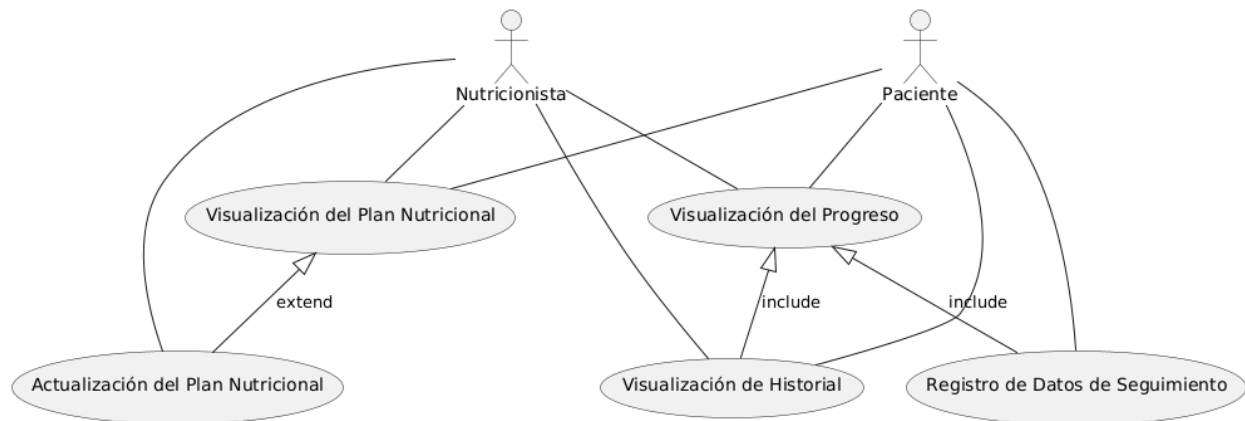 Nutricionista
Paciente
Visualización del Plan Nutricional
Visualización del Progreso
extend
include
include
Actualización del Plan Nutricional
Visualización de Historial
Registro de Datos de Seguimiento